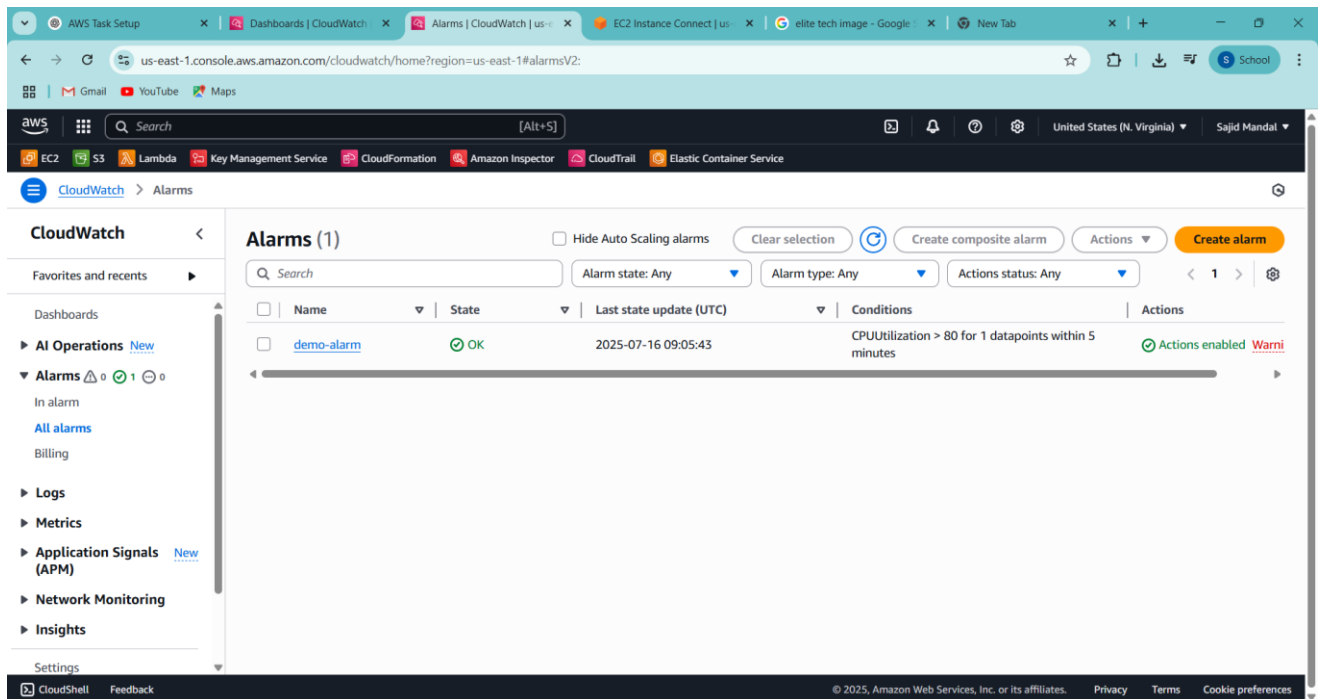 AWS Task Setup
Dashboards | CloudWatch
Alarms | CloudWatch | us-e
EC2 Instance Connect | us-
elite tech image - Google S
New Tab
us-east-1.console.aws.amazon.com/cloudwatch/home?region=us-east-1#alarmsV2:
S School
Gmail YouTube Maps
aws Search [Alt+S] United States (N. Virginia) Sajid Mandal
EC2 S3 Lambda Key Management Service CloudFormation Amazon Inspector CloudTrail Elastic Container Service
CloudWatch > Alarms
CloudWatch
Favorites and recents
Dashboards
AI Operations New
Alarms 0 1 0
In alarm
All alarms
Billing
Logs
Metrics
Application Signals New
(APM)
Network Monitoring
Insights
Settings
Alarms (1) Hide Auto Scaling alarms Clear selection Create composite alarm Actions Create alarm
Search Alarm state: Any Alarm type: Any Actions status: Any 1
Name State Last state update (UTC) Conditions Actions
demo-alarm OK 2025-07-16 09:05:43 CPUUtilization > 80 for 1 datapoints within 5 Actions enabled Warni
minutes
CloudShell Feedback © 2025, Amazon Web Services, Inc. or its affiliates. Privacy Terms Cookie preferences